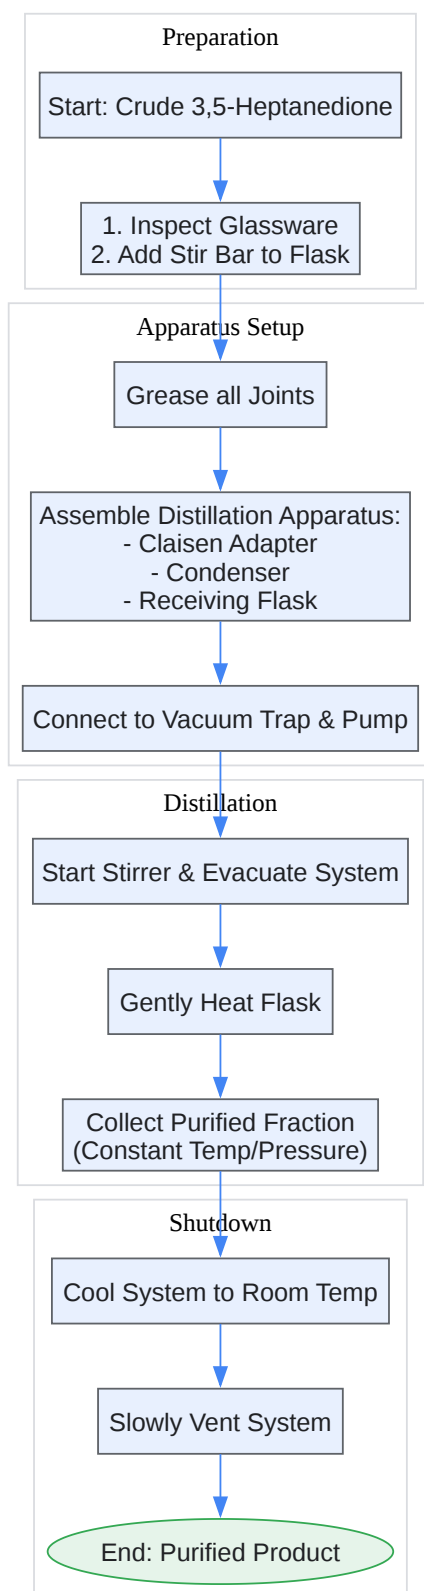 Preparation
Start: Crude 3,5-Heptanedione
1. Inspect Glassware
2. Add Stir Bar to Flask
Apparatus Setup
Grease all Joints
Assemble Distillation Apparatus:
- Claisen Adapter
- Condenser
- Receiving Flask
Connect to Vacuum Trap & Pump
Distillation
Start Stirrer & Evacuate System
Gently Heat Flask
Collect Purified Fraction
(Constant Temp/Pressure)
Shutdown
Cool System to Room Temp
Slowly Vent System
End: Purified Product